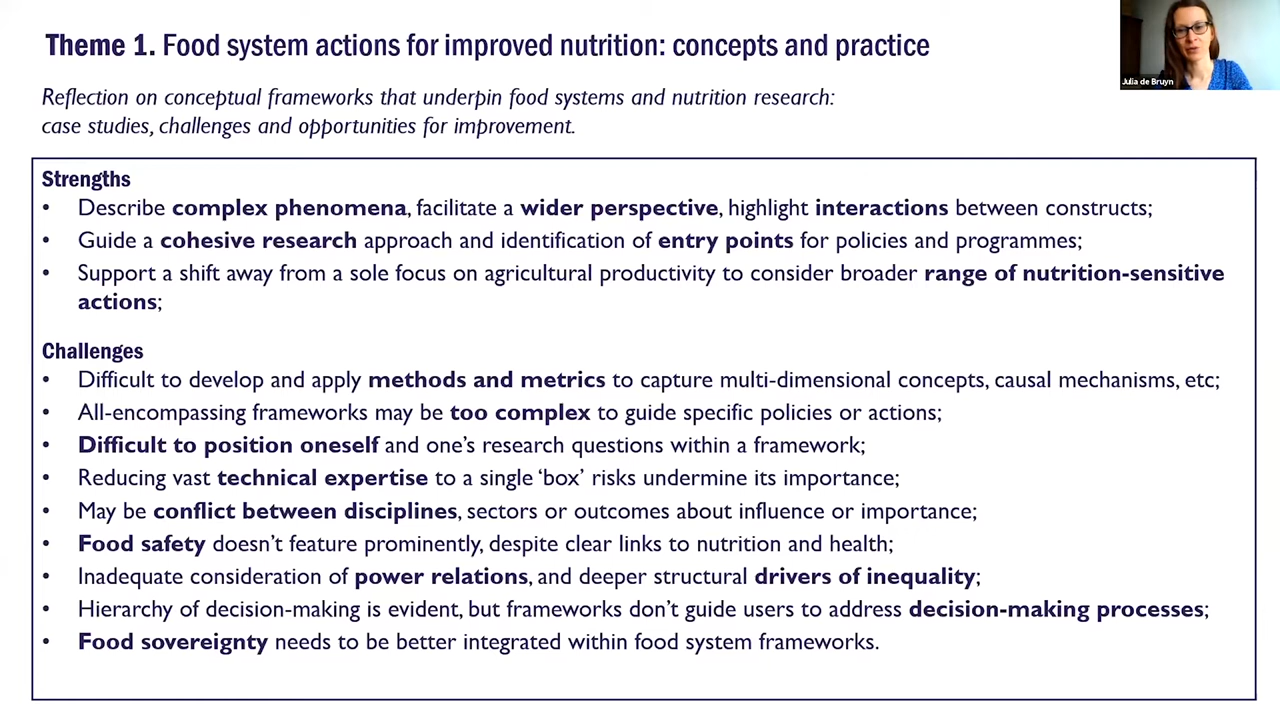 Theme 1. Food system actions for improved nutrition: concepts and practice
Julia de Bruyn
Reflection on conceptual frameworks that underpin food systems and nutrition research:
case studies, challenges and opportunities for improvement.
Strengths
• Describe complex phenomena, facilitate a wider perspective, highlight interactions between constructs;
• Guide a cohesive research approach and identification of entry points for policies and programmes;
• Support a shift away from a sole focus on agricultural productivity to consider broader range of nutrition-sensitive
actions;
Challenges
• Difficult to develop and apply methods and metrics to capture multi-dimensional concepts, causal mechanisms, etc;
• All-encompassing frameworks may be too complex to guide specific policies or actions;
• Difficult to position oneself and one's research questions within a framework;
• Reducing vast technical expertise to a single 'box' risks undermine its importance;
• May be conflict between disciplines, sectors or outcomes about influence or importance;
• Food safety doesn't feature prominently, despite clear links to nutrition and health;
• Inadequate consideration of power relations, and deeper structural drivers of inequality;
• Hierarchy of decision-making is evident, but frameworks don't guide users to address decision-making processes;
• Food sovereignty needs to be better integrated within food system frameworks.